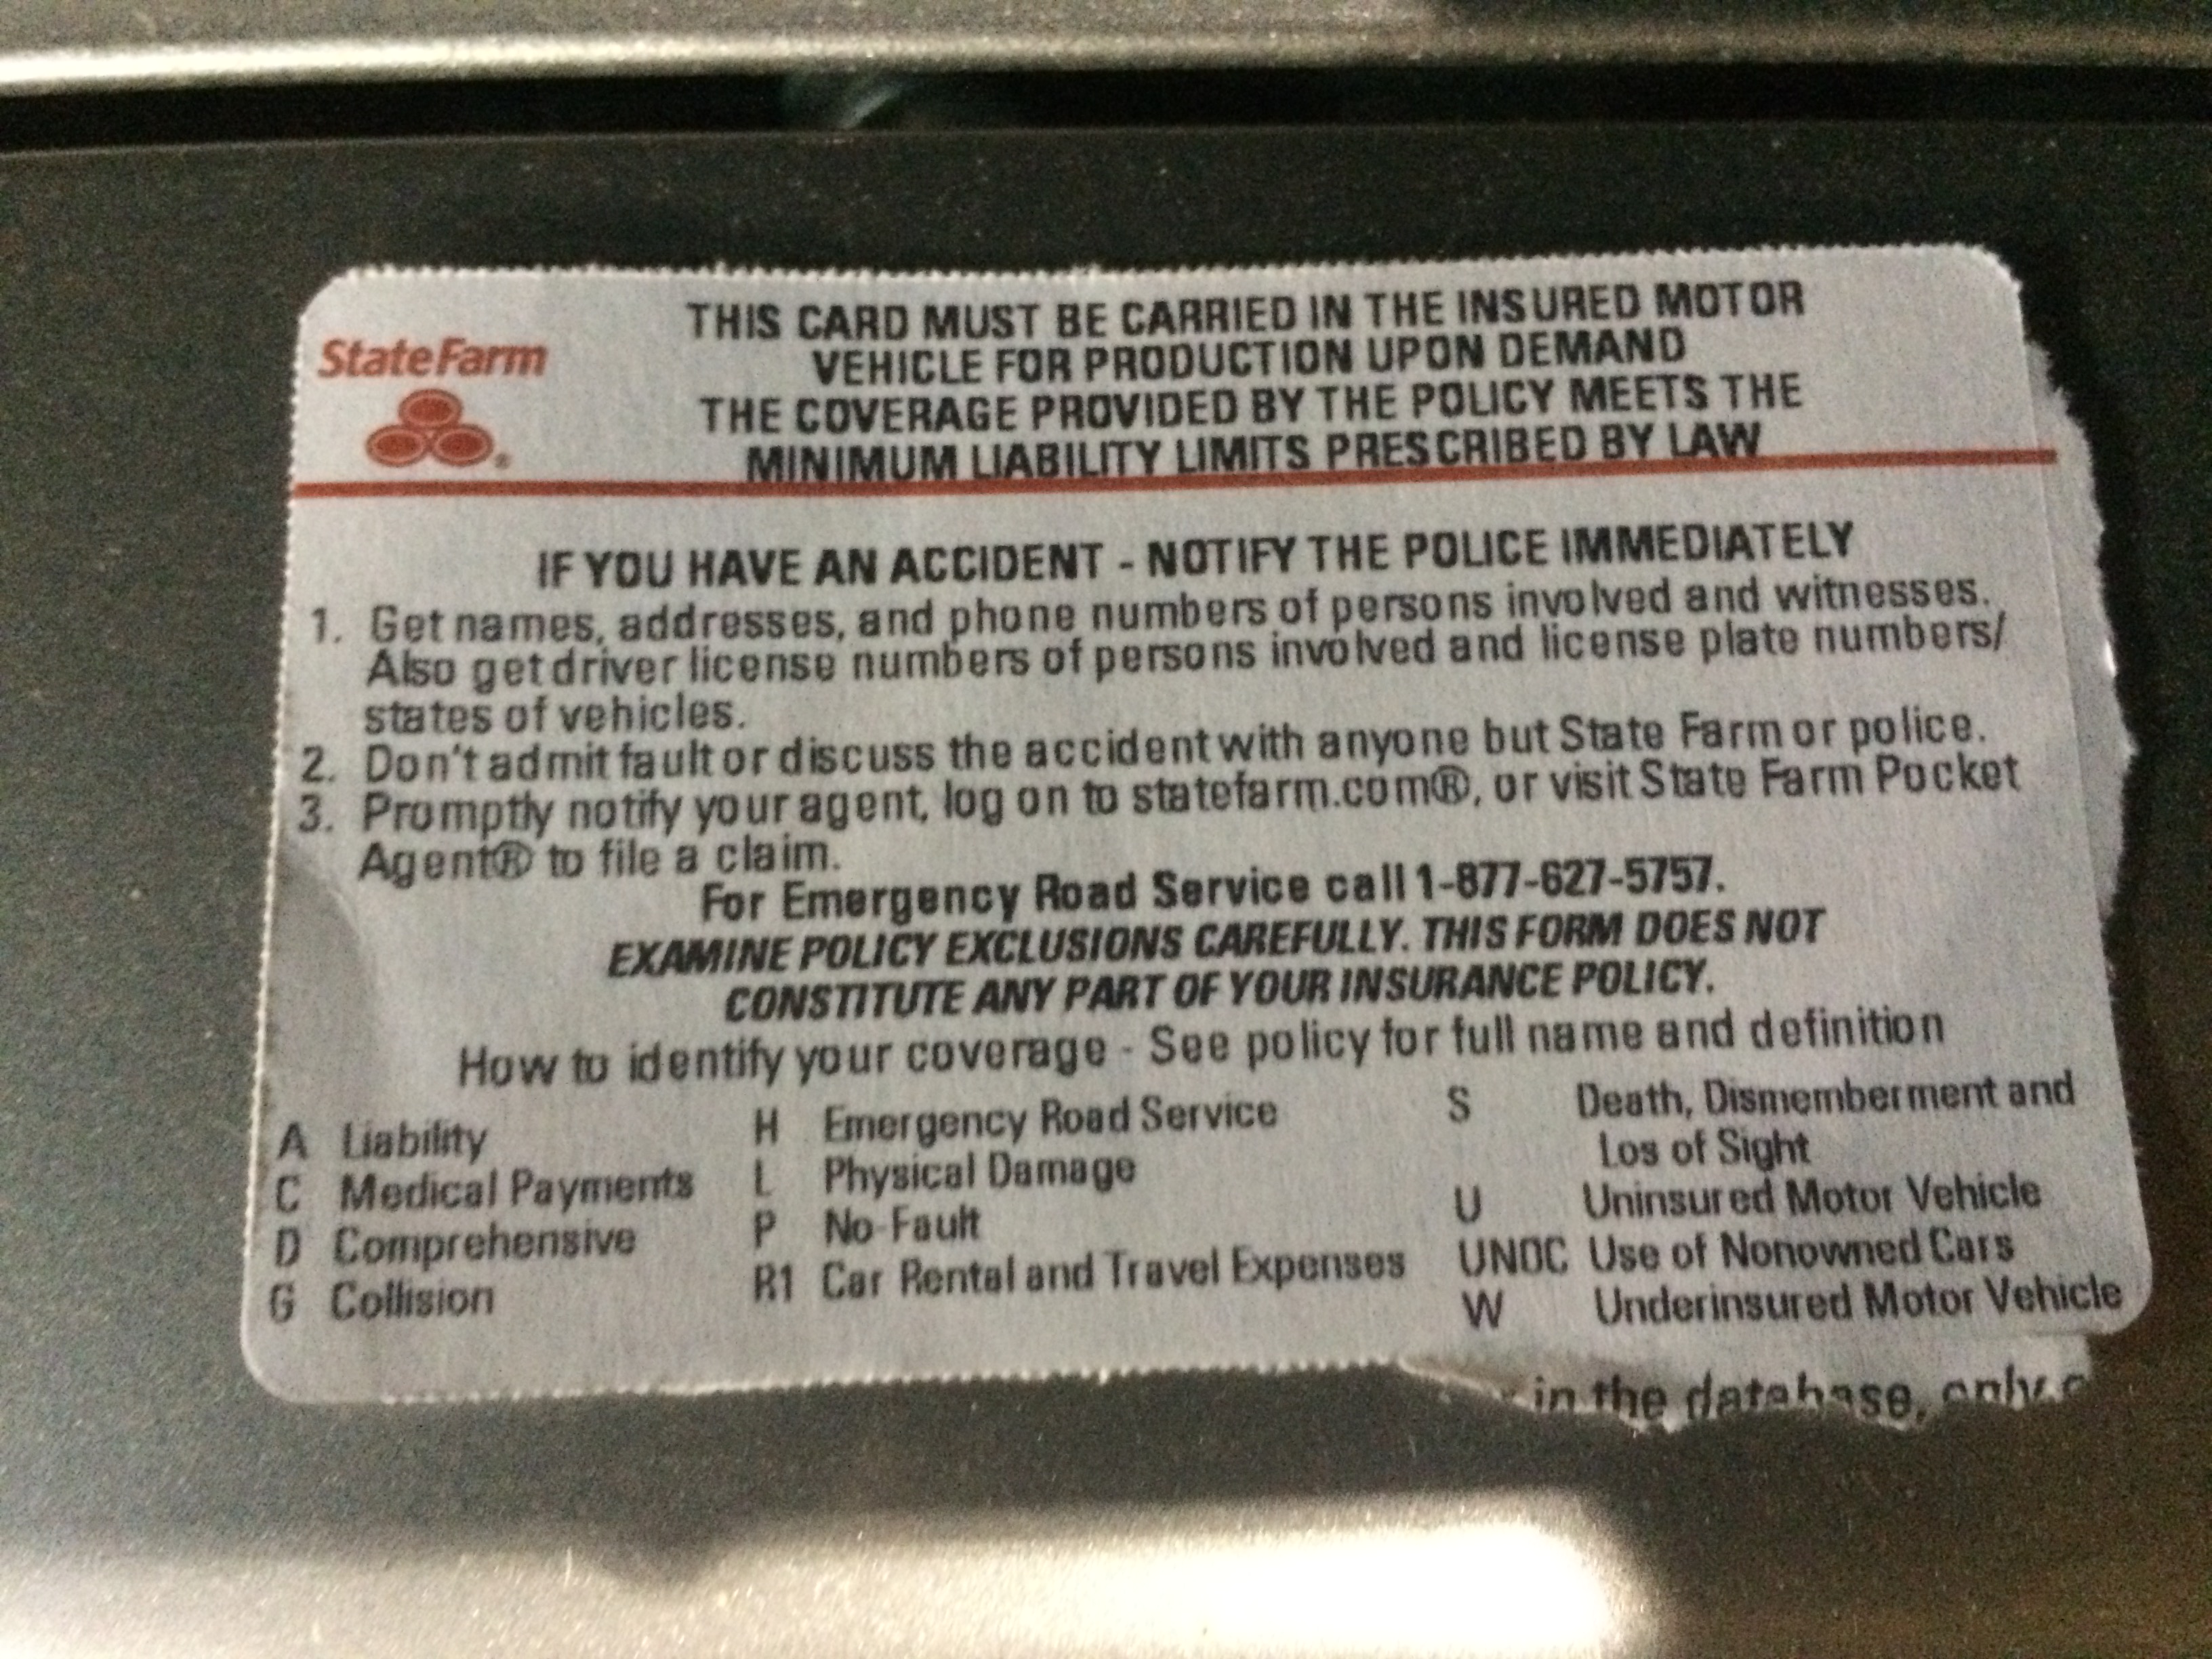 THIS CARD MUST BE CARRIED IN THE INSURED MOTOR
VEHICLE FOR PRODUCTION UPON DEMAND
StateFarm
®
THE COVERAGE PROVIDED BY THE POLICY MEETS THE
MINIMUM LIABILITY LIMITS PRESCRIBED BY LAW
IF YOU HAVE AN ACCIDENT - NOTIFY THE POLICE IMMEDIATELY
1. Get names, addresses, and phone numbers of persons involved and witnesses.
Also get driver license numbers of persons involved and license plate numbers/
states of vehicles.
2. Don't admit fault or discuss the accident with anyone but State Farm or police.
3. Promptly notify your agent, log on to statefarm.com®, or visit State Farm Pocket
Agent® to file a claim.
For Emergency Road Service call 1-877-627-5757.
EXAMINE POLICY EXCLUSIONS CAREFULLY. THIS FORM DOES NOT
CONSTITUTE ANY PART OF YOUR INSURANCE POLICY.
How to identify your coverage - See policy for full name and definition
A Liability
C Medical Payments
D Comprehensive
G Collision
H Emergency Road Service
L Physical Damage
P No-Fault
R1 Car Rental and Travel Expenses
S Death, Dismemberment and
Los of Sight
U Uninsured Motor Vehicle
UNOC Use of Nonowned Cars
W Underinsured Motor Vehicle
in the database, only